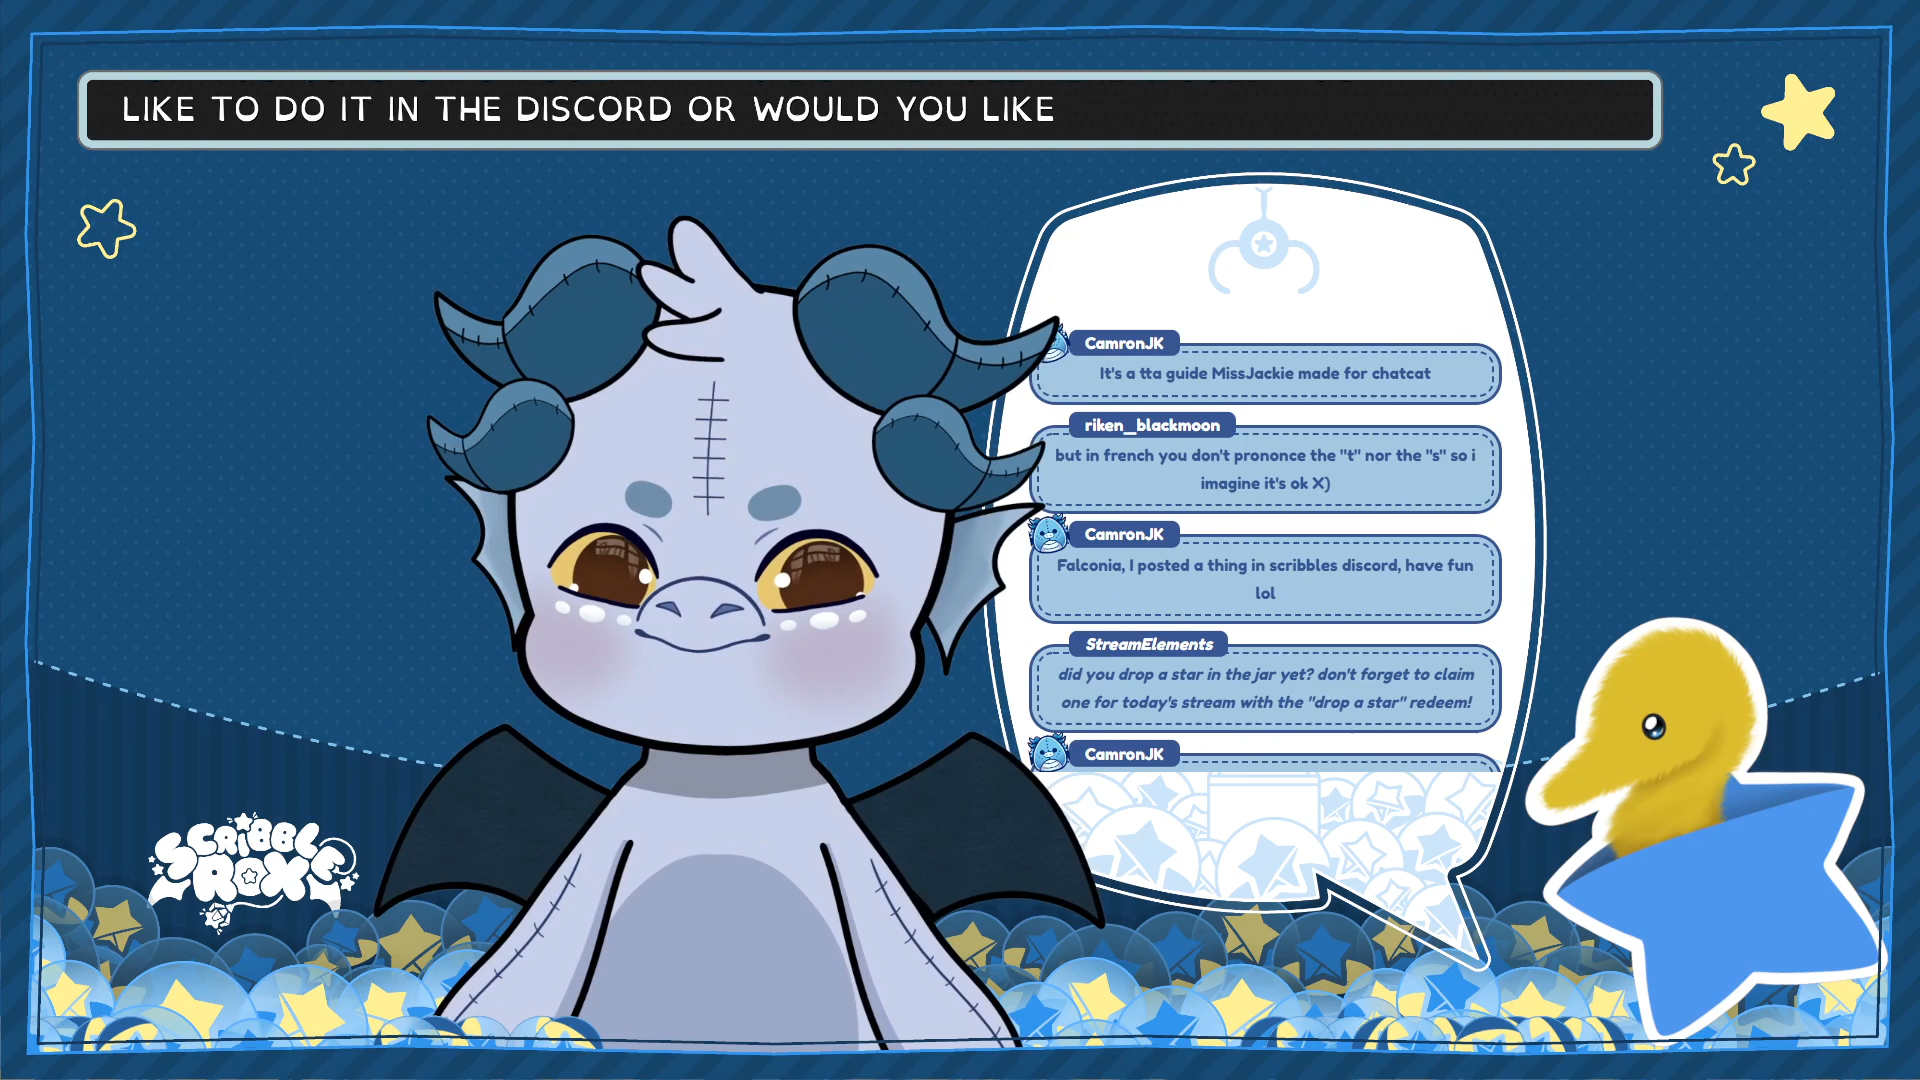 LIKE TO DO IT IN THE DISCORD OR WOULD YOU LIKE
CamronJK
It's a tta guide MissJackie made for chatcat
riken_blackmoon
but in french you don't prononce the "t" nor the "s" so i
imagine it's ok X)
CamronJK
Falconia, I posted a thing in scribbles discord, have fun
lol
StreamElements
did you drop a star in the jar yet? don't forget to claim
one for today's stream with the "drop a star" redeem!
CamronJK
SCRIBBLE
ROX